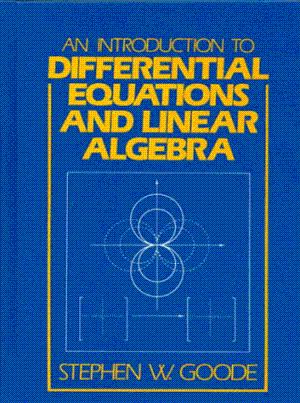 AN INTRODUCTION TO
DIFFERENTIAL
EQUATIONS
AND LINEAR
ALGEBRA
STEPHEN W. GOODE